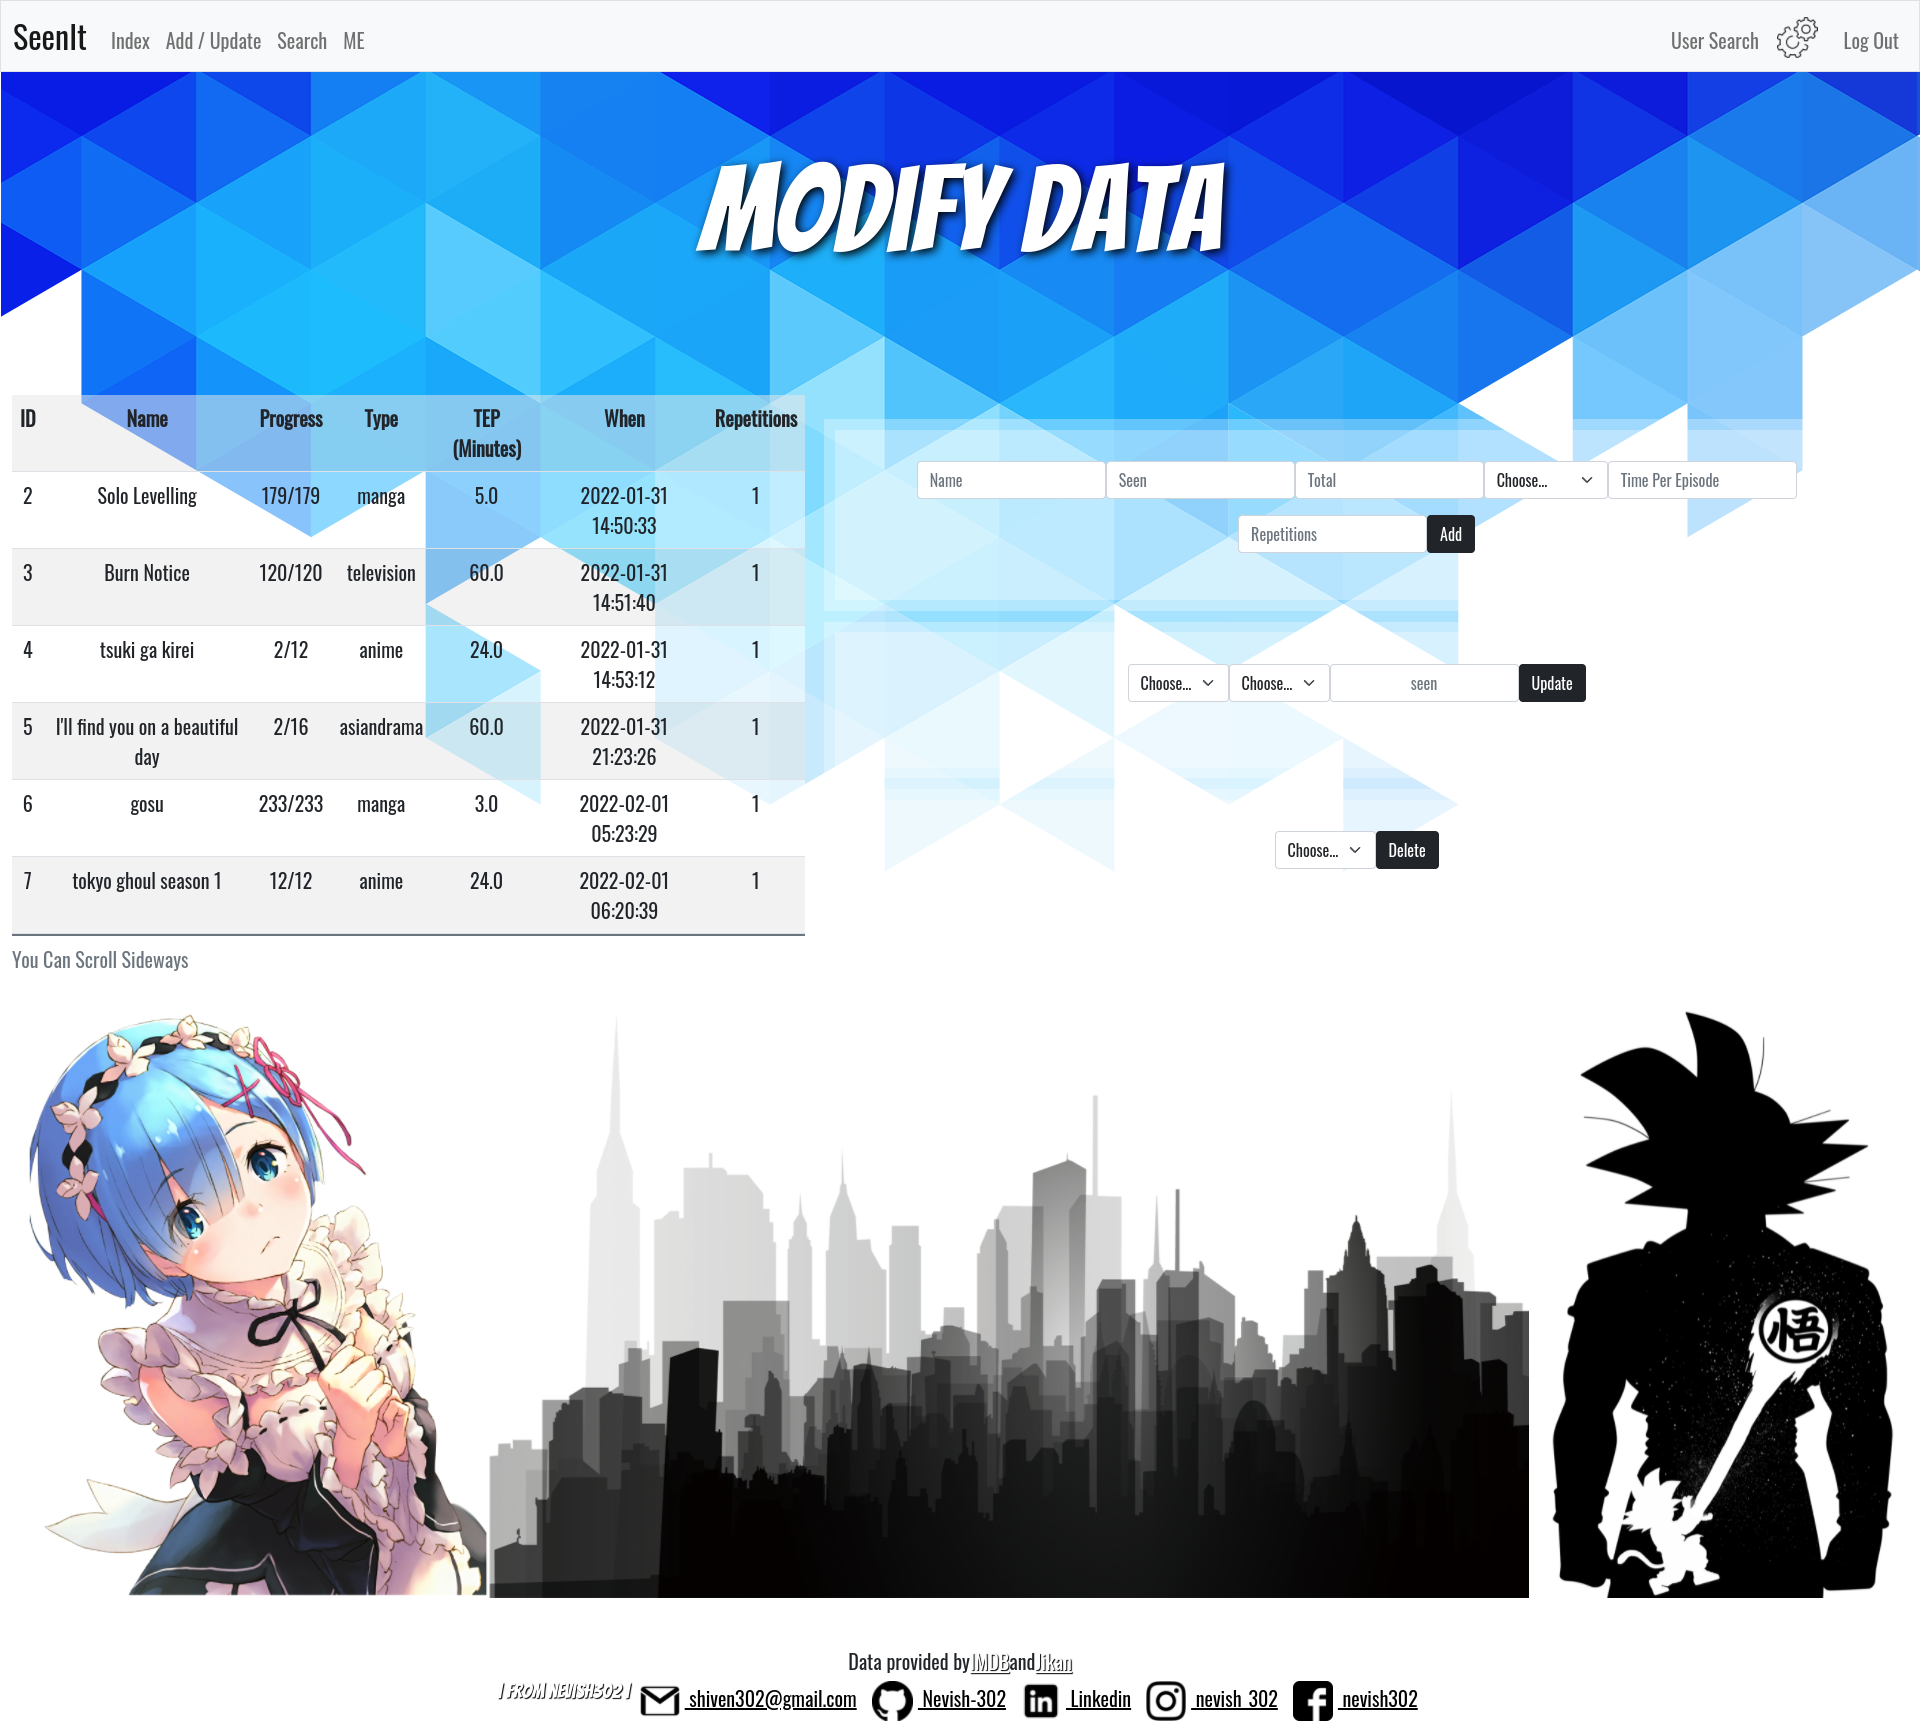 SeenIt Index Add / Update Search ME User Search Log Out
MODIFY DATA
ID Name Progress Type TEP (Minutes) When Repetitions
2 Solo Levelling 179/179 manga 5.0 2022-01-31 14:50:33 1
3 Burn Notice 120/120 television 60.0 2022-01-31 14:51:40 1
4 tsuki ga kirei 2/12 anime 24.0 2022-01-31 14:53:12 1
5 I'll find you on a beautiful day 2/16 asiandrama 60.0 2022-01-31 21:23:26 1
6 gosu 233/233 manga 3.0 2022-02-01 05:23:29 1
7 tokyo ghoul season 1 12/12 anime 24.0 2022-02-01 06:20:39 1
You Can Scroll Sideways
Name Seen Total Choose... Time Per Episode
Repetitions Add
Choose... Choose... seen Update
Choose... Delete
悟
Data provided by IMDB and Jikan
! FROM NEVISH302 ! shiven302@gmail.com Nevish-302 in Linkedin nevish_302 nevish302